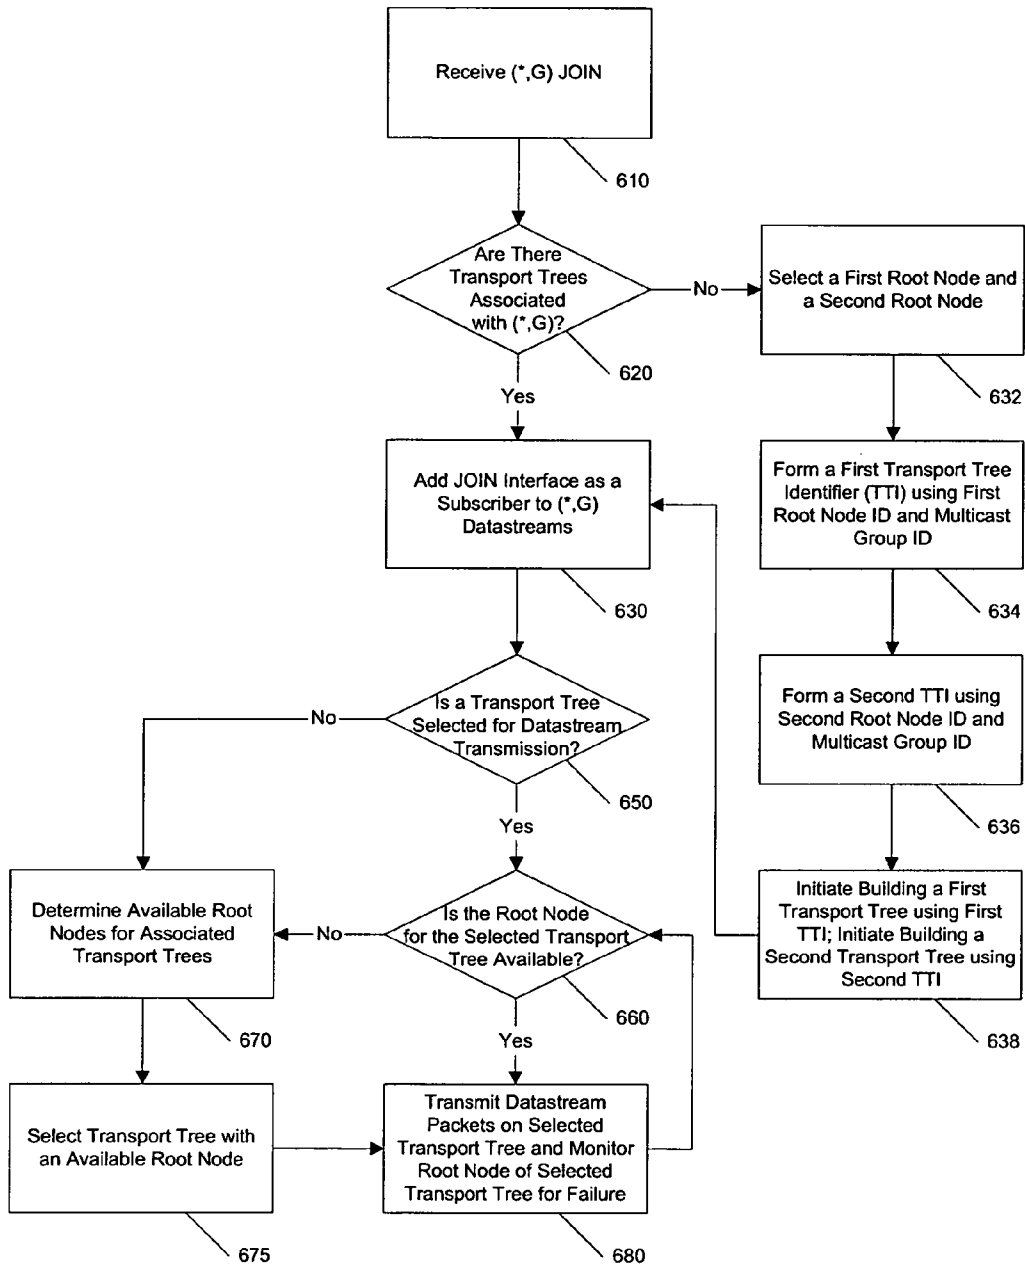 Receive (*,G) JOIN
610
Are There
Transport Trees
Associated
with (*,G)?
620
No
Select a First Root Node and
a Second Root Node
632
Yes
Add JOIN Interface as a
Subscriber to (*,G)
Datastreams
630
Form a First Transport Tree
Identifier (TTI) using First
Root Node ID and Multicast
Group ID
634
Is a Transport Tree
Selected for Datastream
Transmission?
650
No
Form a Second TTI using
Second Root Node ID and
Multicast Group ID
636
Yes
Determine Available Root
Nodes for Associated
Transport Trees
670
No
Is the Root Node
for the Selected Transport
Tree Available?
660
Initiate Building a First
Transport Tree using First
TTI; Initiate Building a
Second Transport Tree using
Second TTI
638
Yes
Select Transport Tree with
an Available Root Node
675
Transmit Datastream
Packets on Selected
Transport Tree and Monitor
Root Node of Selected
Transport Tree for Failure
680